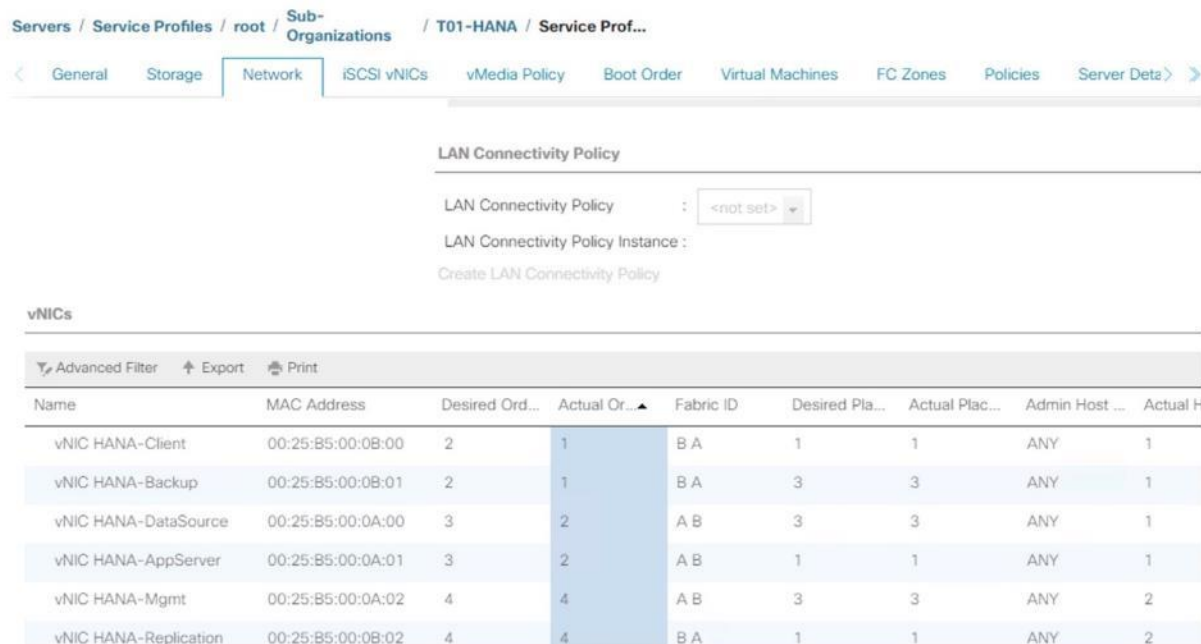 Servers / Service Profiles / root / Sub-Organizations / T01-HANA / Service Prof...
General Storage Network iSCSI vNICs vMedia Policy Boot Order Virtual Machines FC Zones Policies Server Deta
LAN Connectivity Policy
LAN Connectivity Policy : <not set>
LAN Connectivity Policy Instance :
Create LAN Connectivity Policy
vNICs
Advanced Filter Export Print
Name MAC Address Desired Ord... Actual Or... Fabric ID Desired Pla... Actual Plac... Admin Host ... Actual H
vNIC HANA-Client 00:25:B5:00:0B:00 2 1 B A 1 1 ANY 1
vNIC HANA-Backup 00:25:B5:00:0B:01 2 1 B A 3 3 ANY 1
vNIC HANA-DataSource 00:25:B5:00:0A:00 3 2 A B 3 3 ANY 1
vNIC HANA-AppServer 00:25:B5:00:0A:01 3 2 A B 1 1 ANY 1
vNIC HANA-Mgmt 00:25:B5:00:0A:02 4 4 A B 3 3 ANY 2
vNIC HANA-Replication 00:25:B5:00:0B:02 4 4 B A 1 1 ANY 2